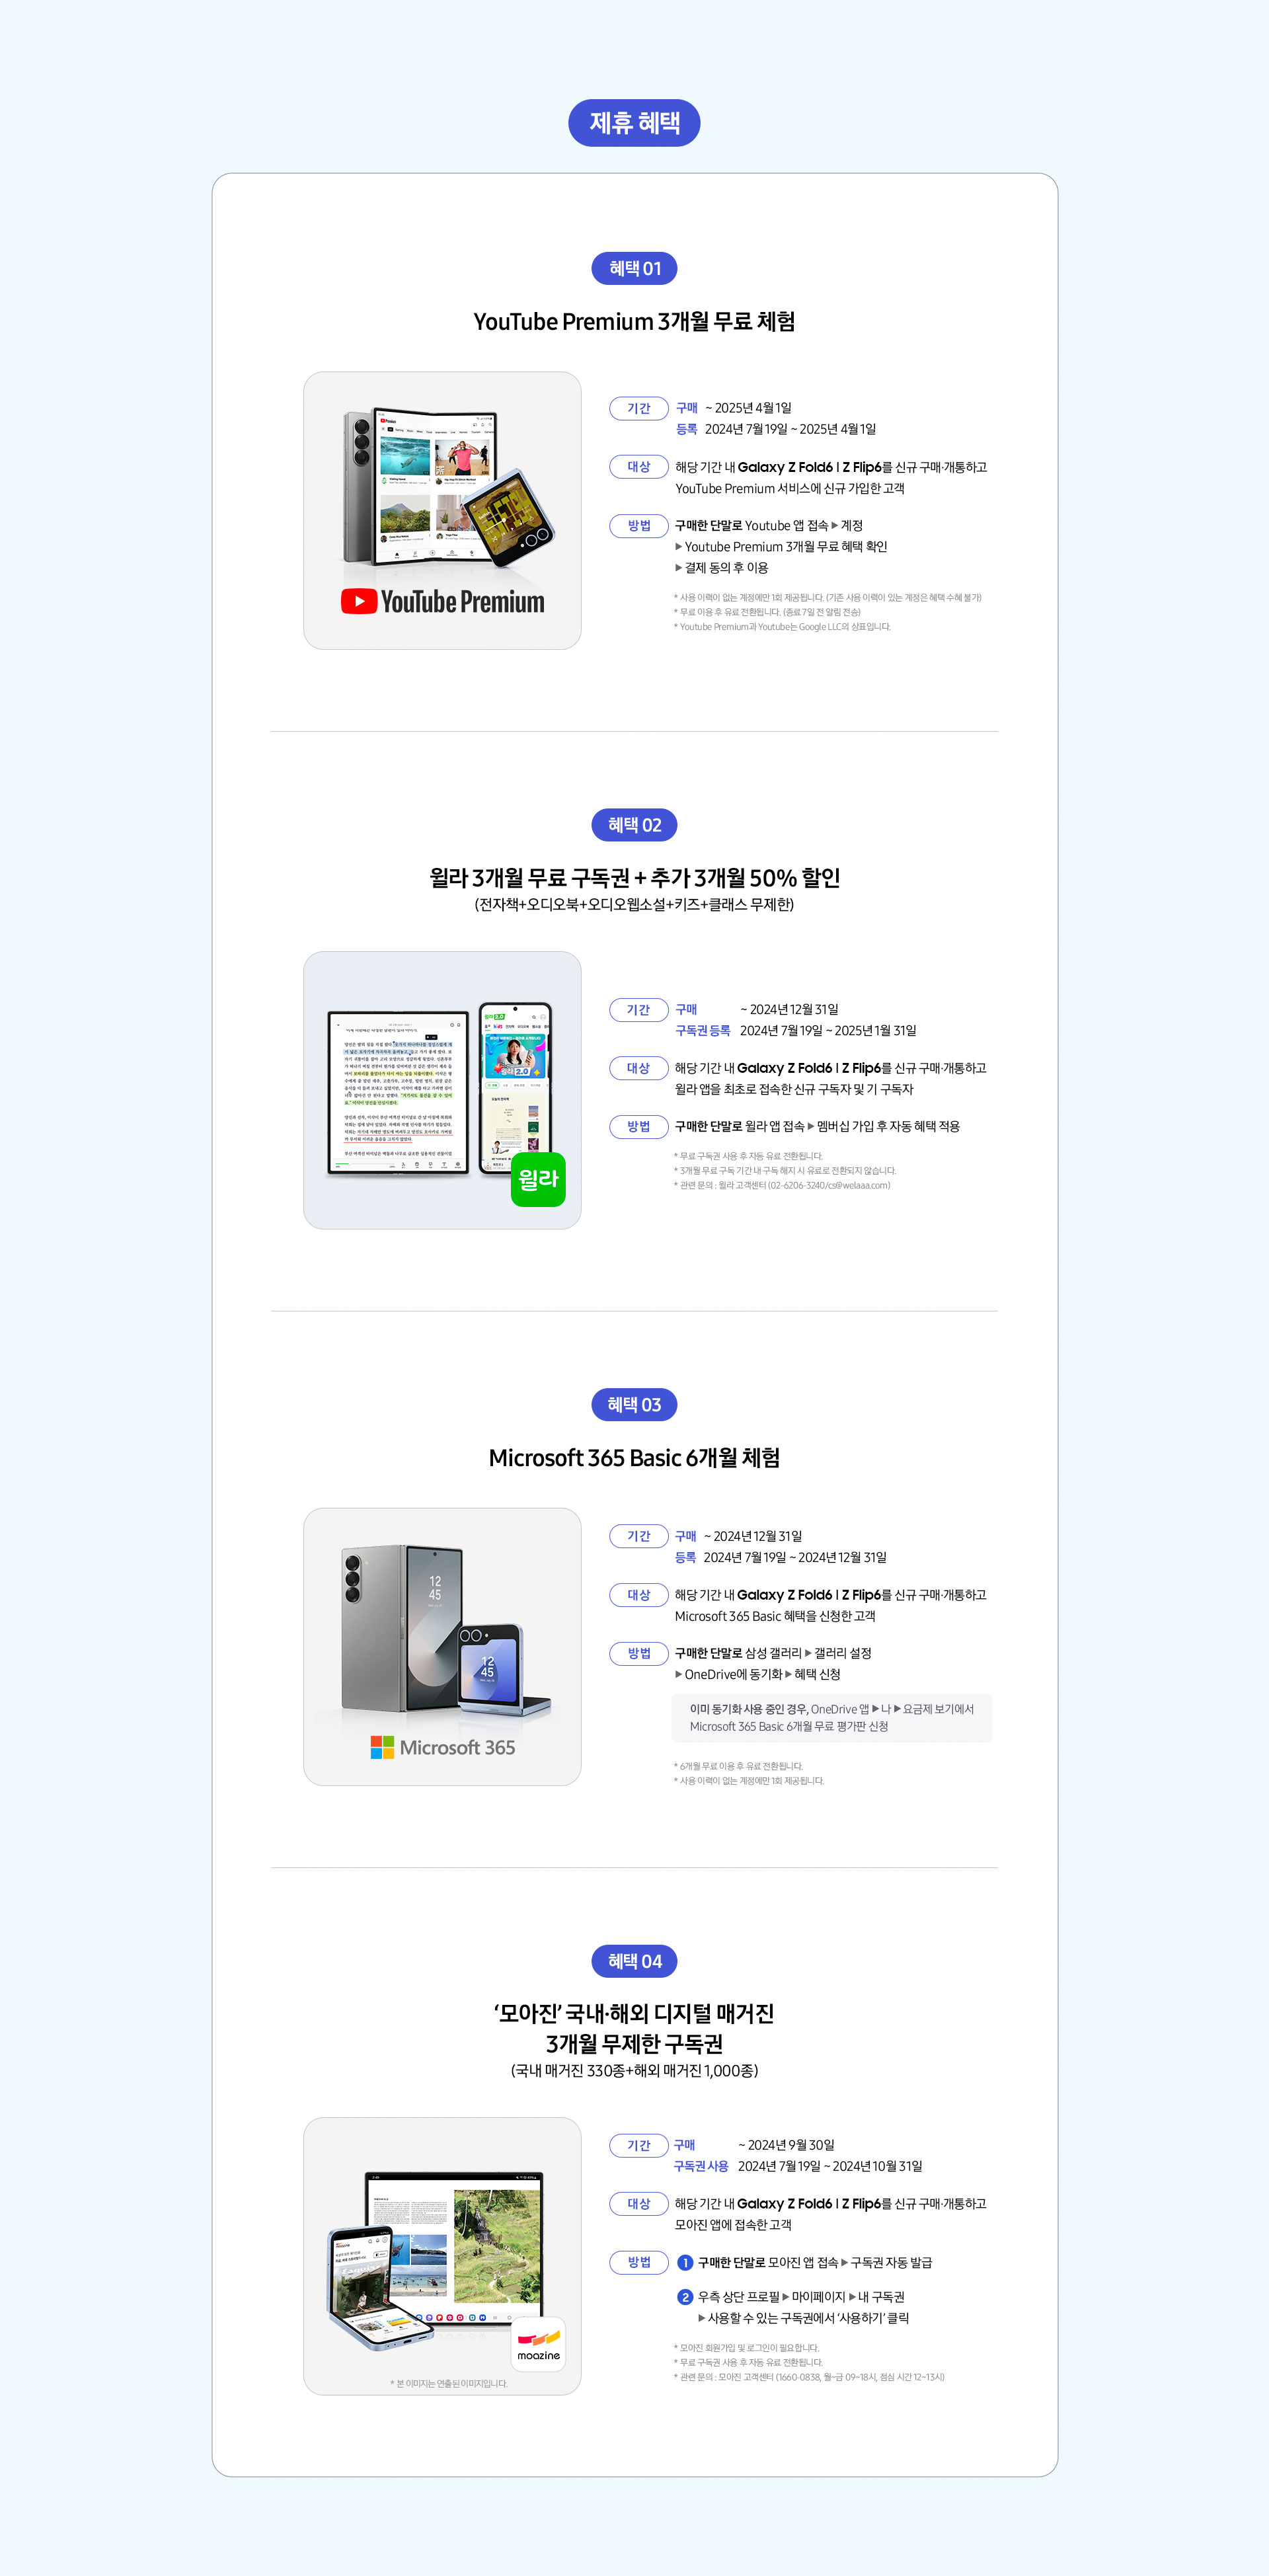 제휴 혜택
혜택 01
YouTube Premium 3개월 무료 체험
YouTube Premium
기간
구매 ~ 2025년 4월 1일
등록 2024년 7월 19일 ~ 2025년 4월 1일
대상
해당 기간 내 Galaxy Z Fold6 | Z Flip6를 신규 구매·개통하고
YouTube Premium 서비스에 신규 가입한 고객
방법
구매한 단말로 Youtube 앱 접속 ▶ 계정
▶ Youtube Premium 3개월 무료 혜택 확인
▶ 결제 동의 후 이용
* 사용 이력이 없는 계정에만 1회 제공됩니다. (기존 사용 이력이 있는 계정은 혜택 수혜 불가)
* 무료 이용 후 유료 전환됩니다. (종료 7일 전 알림 전송)
* Youtube Premium과 Youtube는 Google LLC의 상표입니다.
혜택 02
윌라 3개월 무료 구독권 + 추가 3개월 50% 할인
(전자책+오디오북+오디오웹소설+키즈+클래스 무제한)
윌라
기간
구매 ~ 2024년 12월 31일
구독권 등록 2024년 7월 19일 ~ 2025년 1월 31일
대상
해당 기간 내 Galaxy Z Fold6 | Z Flip6를 신규 구매·개통하고
윌라 앱을 최초로 접속한 신규 구독자 및 기 구독자
방법
구매한 단말로 윌라 앱 접속 ▶ 멤버십 가입 후 자동 혜택 적용
* 무료 구독권 사용 후 자동 유료 전환됩니다.
* 3개월 무료 구독 기간 내 구독 해지 시 유료로 전환되지 않습니다.
* 관련 문의 : 윌라 고객센터 (02-6206-3240/cs@welaaa.com)
혜택 03
Microsoft 365 Basic 6개월 체험
12
45
12
45
Microsoft 365
기간
구매 ~ 2024년 12월 31일
등록 2024년 7월 19일 ~ 2024년 12월 31일
대상
해당 기간 내 Galaxy Z Fold6 | Z Flip6를 신규 구매·개통하고
Microsoft 365 Basic 혜택을 신청한 고객
방법
구매한 단말로 삼성 갤러리 ▶ 갤러리 설정
▶ OneDrive에 동기화 ▶ 혜택 신청
이미 동기화 사용 중인 경우, OneDrive 앱 ▶ 나 ▶ 요금제 보기에서
Microsoft 365 Basic 6개월 무료 평가판 신청
* 6개월 무료 이용 후 유료 전환됩니다.
* 사용 이력이 없는 계정에만 1회 제공됩니다.
혜택 04
‘모아진’ 국내·해외 디지털 매거진
3개월 무제한 구독권
(국내 매거진 330종+해외 매거진 1,000종)
moazine
* 본 이미지는 연출된 이미지입니다.
기간
구매 ~ 2024년 9월 30일
구독권 사용 2024년 7월 19일 ~ 2024년 10월 31일
대상
해당 기간 내 Galaxy Z Fold6 | Z Flip6를 신규 구매·개통하고
모아진 앱에 접속한 고객
방법
1 구매한 단말로 모아진 앱 접속 ▶ 구독권 자동 발급
2 우측 상단 프로필 ▶ 마이페이지 ▶ 내 구독권
▶ 사용할 수 있는 구독권에서 ‘사용하기’ 클릭
* 모아진 회원가입 및 로그인이 필요합니다.
* 무료 구독권 사용 후 자동 유료 전환됩니다.
* 관련 문의 : 모아진 고객센터 (1660-0838, 월~금 09~18시, 점심 시간 12~13시)